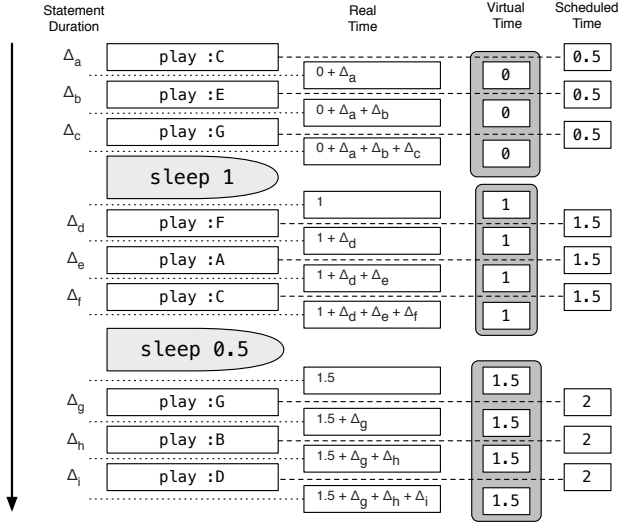 Statement Duration
Real Time
Virtual Time
Scheduled Time
Δa
play :C
0.5
0 + Δa
0
Δb
play :E
0.5
0 + Δa + Δb
0
Δc
play :G
0.5
0 + Δa + Δb + Δc
0
sleep 1
1
1
Δd
play :F
1.5
1 + Δd
1
Δe
play :A
1.5
1 + Δd + Δe
1
Δf
play :C
1.5
1 + Δd + Δe + Δf
1
sleep 0.5
1.5
1.5
Δg
play :G
2
1.5 + Δg
1.5
Δh
play :B
2
1.5 + Δg + Δh
1.5
Δi
play :D
2
1.5 + Δg + Δh + Δi
1.5